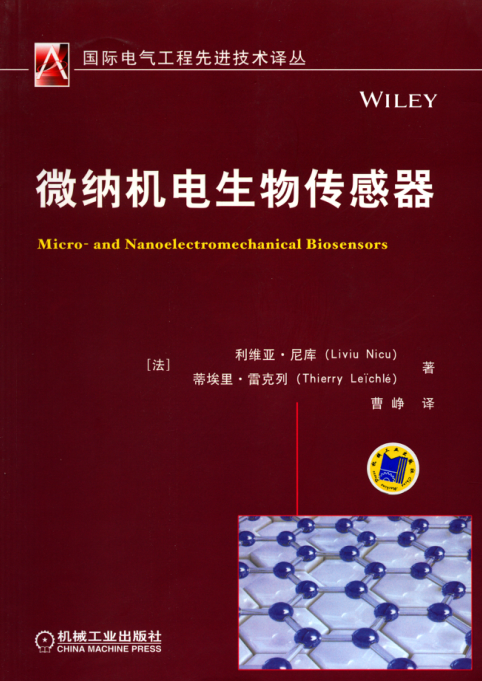 国际电气工程先进技术译丛
WILEY
微纳机电生物传感器
Micro- and Nanoelectromechanical Biosensors
[法] 利维亚·尼库 (Liviu Nicu)
蒂埃里·雷克列 (Thierry Leïchlé) 著
曹 峥 译
机械工业出版社
CHINA MACHINE PRESS